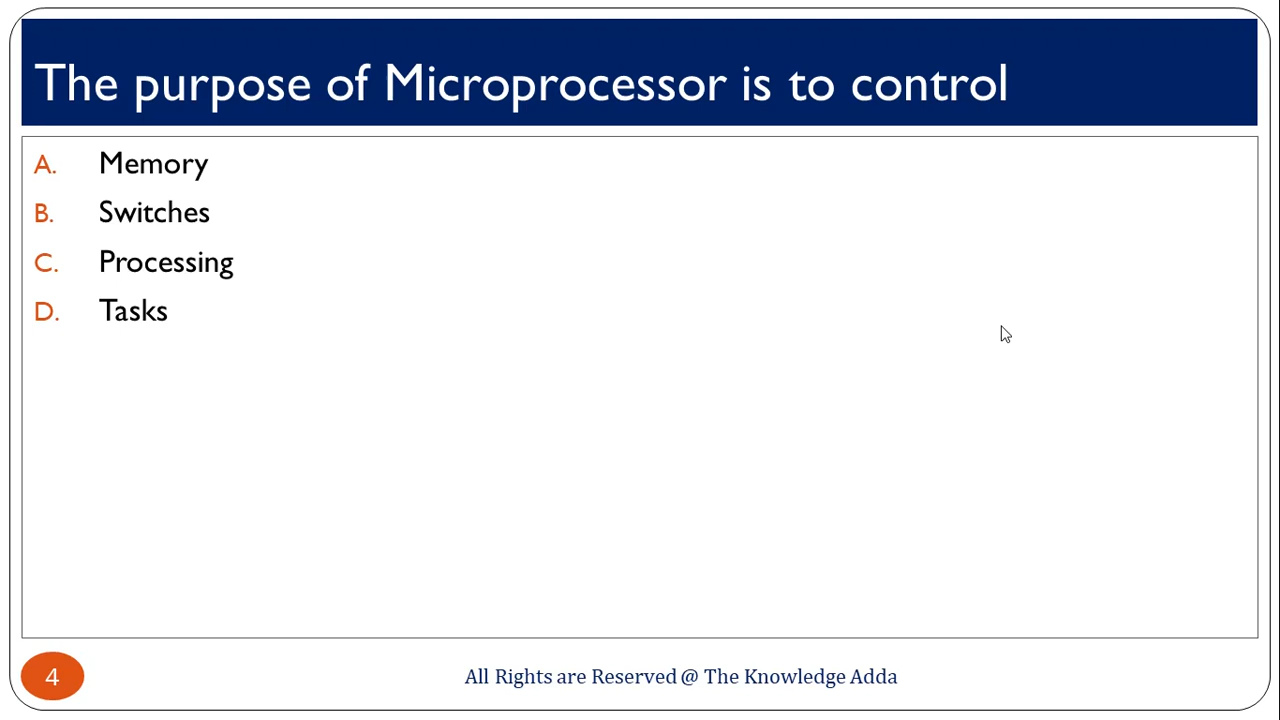 The purpose of Microprocessor is to control
A. Memory
B. Switches
C. Processing
D. Tasks
4
All Rights are Reserved @ The Knowledge Adda